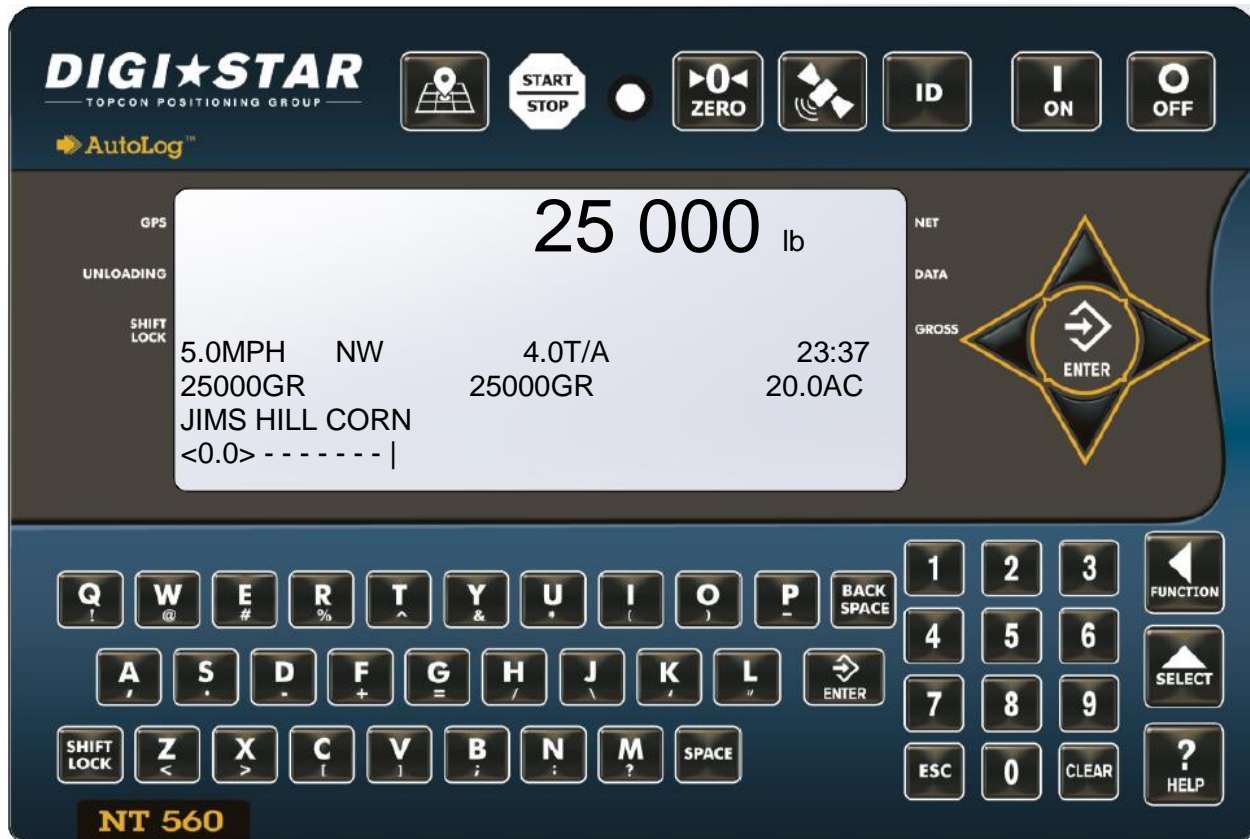 DIGI★STAR
TOPCON POSITIONING GROUP
AutoLog™
START
STOP
▶0◀
ZERO
ID
I
ON
O
OFF
GPS
UNLOADING
SHIFT
LOCK
25 000 lb
5.0MPH NW 4.0T/A 23:37
25000GR 25000GR 20.0AC
JIMS HILL CORN
<0.0> - - - - - - - |
NET
DATA
GROSS
ENTER
Q W E R T Y U I O P BACK
! @ # % ^ & * ( ) – SPACE
A S D F G H J K L
, . - + = / \ ' " ENTER
SHIFT
LOCK
Z X C V B N M SPACE
< > [ ] ; : ?
1 2 3
4 5 6
7 8 9
ESC 0 CLEAR
FUNCTION
SELECT
?
HELP
NT 560